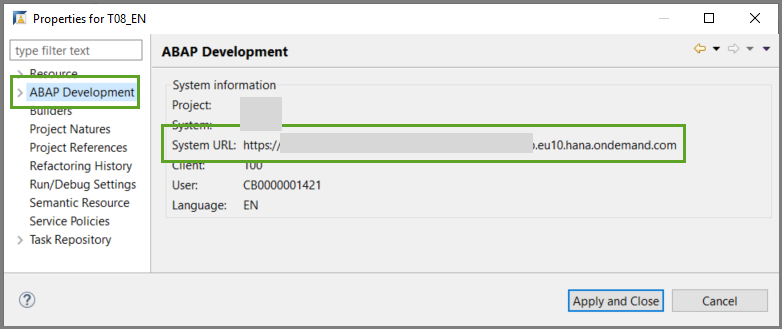 Properties for T08_EN
type filter text
ABAP Development
Resource
ABAP Development
Builders
Project Natures
Project References
Refactoring History
Run/Debug Settings
Semantic Resource
Service Policies
Task Repository
System information
Project:
System:
System URL: https:// .eu10.hana.ondemand.com
Client: 100
User: CB0000001421
Language: EN
?
Apply and Close
Cancel